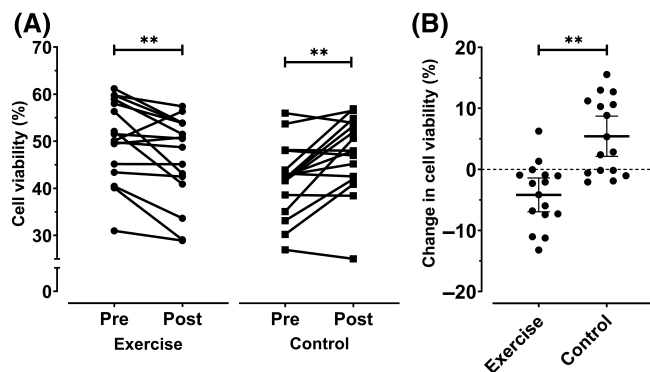 (A)
(B)
**
**
**
Cell viability (%)
70
60
50
40
30
0
Pre Post Pre Post
Exercise Control
Change in cell viability (%)
20
10
0
−10
−20
Exercise Control